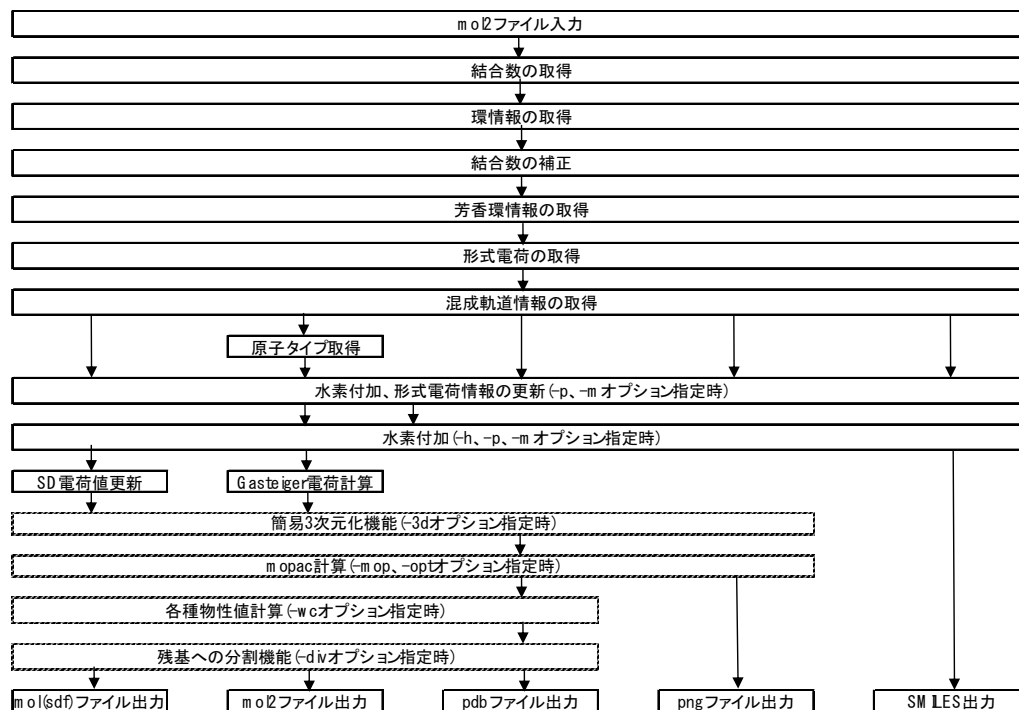 mol2ファイル入力
結合数の取得
環情報の取得
結合数の補正
芳香環情報の取得
形式電荷の取得
混成軌道情報の取得
原子タイプ取得
水素付加、形式電荷情報の更新(-p、-mオプション指定時)
水素付加(-h、-p、-mオプション指定時)
SD電荷値更新
Gasteiger電荷計算
簡易3次元化機能(-3dオプション指定時)
mopac計算(-mop、-optオプション指定時)
各種物性値計算(-wcオプション指定時)
残基への分割機能(-divオプション指定時)
mol(sdf)ファイル出力
mol2ファイル出力
pdbファイル出力
pngファイル出力
SMILES出力